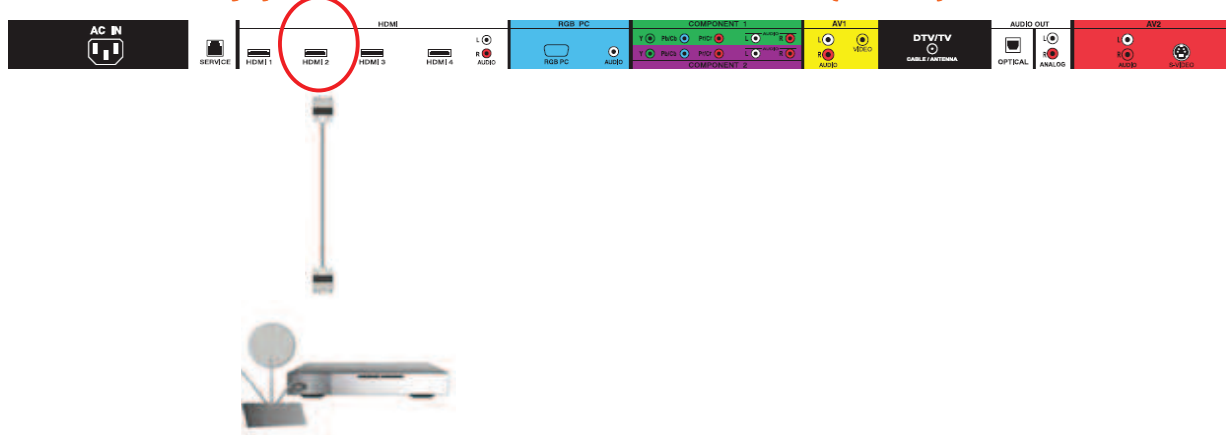 AC IN
SERVICE
HDMI
HDMI 1
HDMI 2
HDMI 3
HDMI 4
L
R
AUDIO
RGB PC
RGB PC
AUDIO
COMPONENT 1
Y Pb/Cb Pr/Cr L AUDIO R
Y Pb/Cb Pr/Cr L AUDIO R
COMPONENT 2
AV1
L
R
AUDIO
VIDEO
DTV/TV
CABLE / ANTENNA
AUDIO OUT
OPTICAL
L
R
ANALOG
AV2
L
R
AUDIO
S-VIDEO